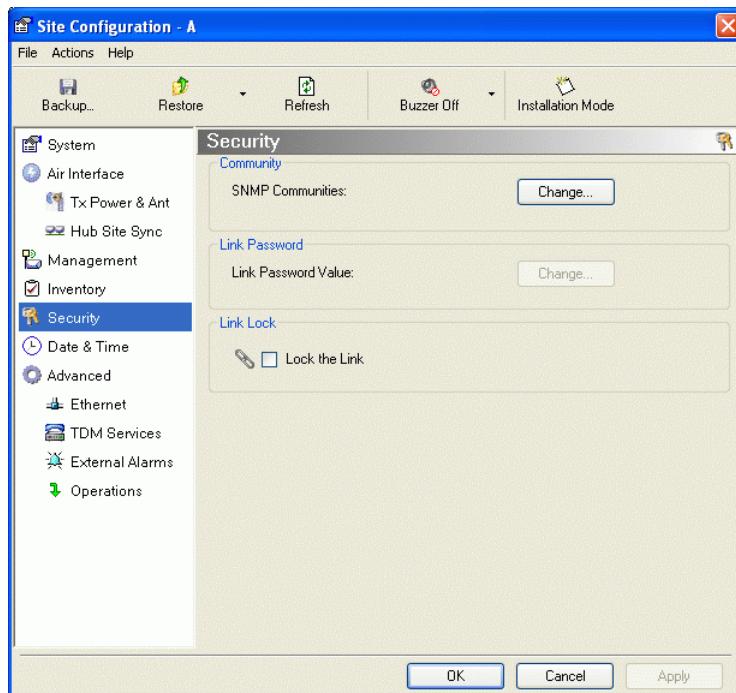 Site Configuration - A
File Actions Help
Backup... Restore Refresh Buzzer Off Installation Mode
System
Air Interface
Tx Power & Ant
Hub Site Sync
Management
Inventory
Security
Date & Time
Advanced
Ethernet
TDM Services
External Alarms
Operations
Security
Community
SNMP Communities: Change...
Link Password
Link Password Value: Change...
Link Lock
Lock the Link
OK Cancel Apply